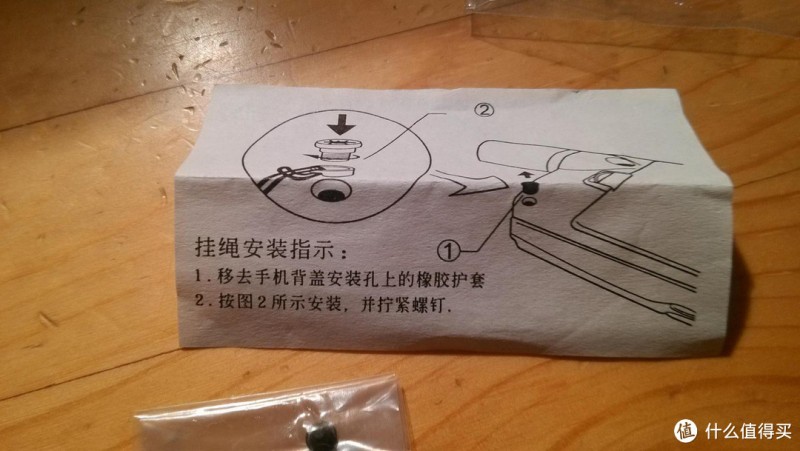 ②
①
挂绳安装指示：
1.移去手机背盖安装孔上的橡胶护套
2.按图2所示安装，并拧紧螺钉.
值 什么值得买